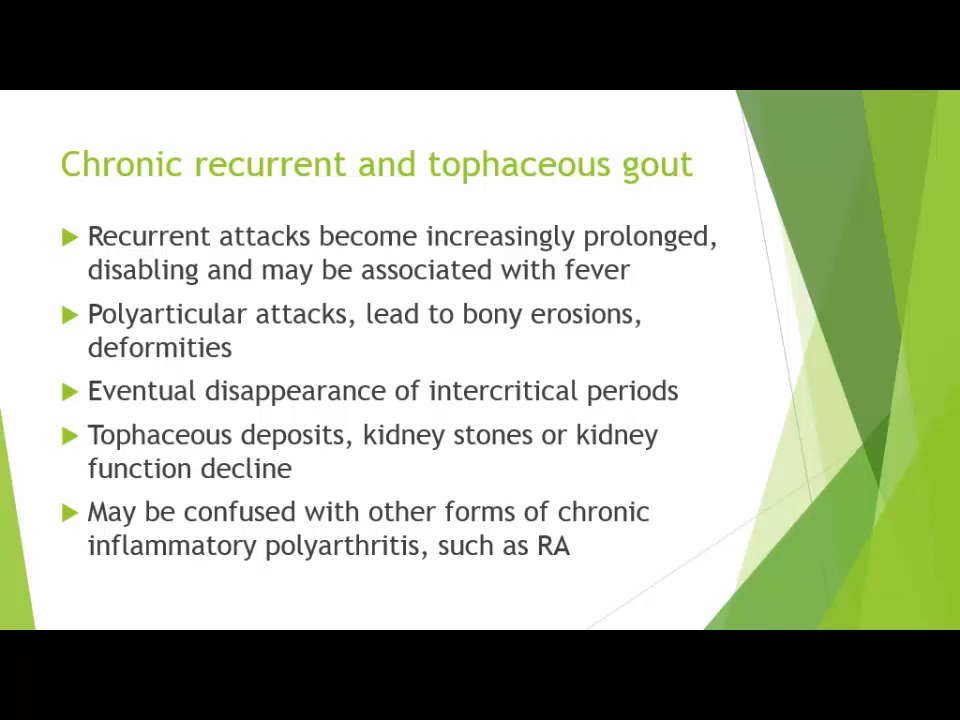 Chronic recurrent and tophaceous gout
Recurrent attacks become increasingly prolonged,
disabling and may be associated with fever
Polyarticular attacks, lead to bony erosions,
deformities
Eventual disappearance of intercritical periods
Tophaceous deposits, kidney stones or kidney
function decline
May be confused with other forms of chronic
inflammatory polyarthritis, such as RA